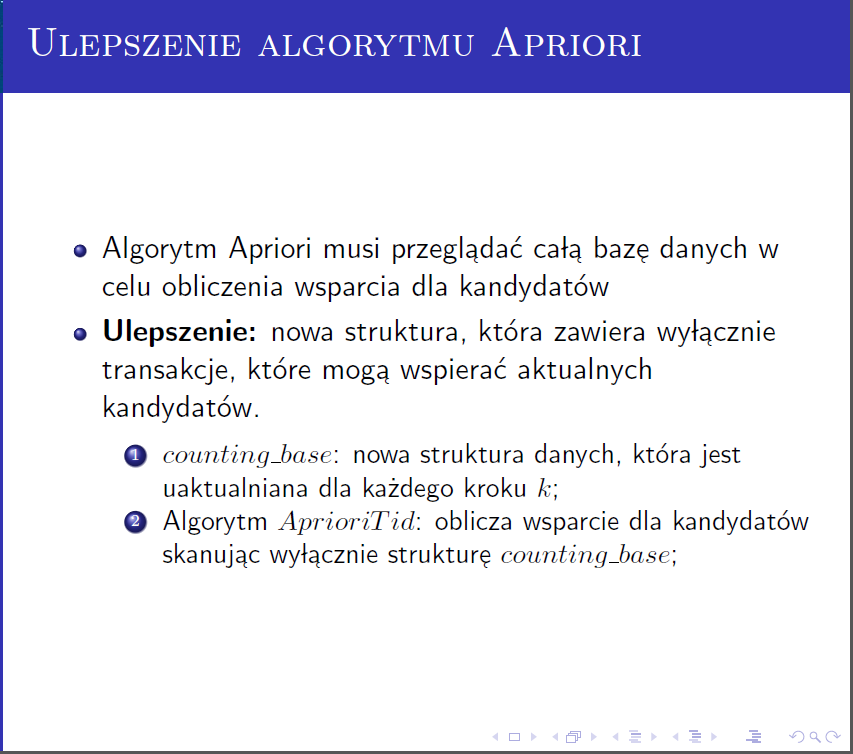 Ulepszenie algorytmu Apriori
Algorytm Apriori musi przeglądać całą bazę danych w
celu obliczenia wsparcia dla kandydatów
Ulepszenie: nowa struktura, która zawiera wyłącznie
transakcje, które mogą wspierać aktualnych
kandydatów.
1 counting_base: nowa struktura danych, która jest
uaktualniana dla każdego kroku k;
2 Algorytm AprioriTid: oblicza wsparcie dla kandydatów
skanując wyłącznie strukturę counting_base;